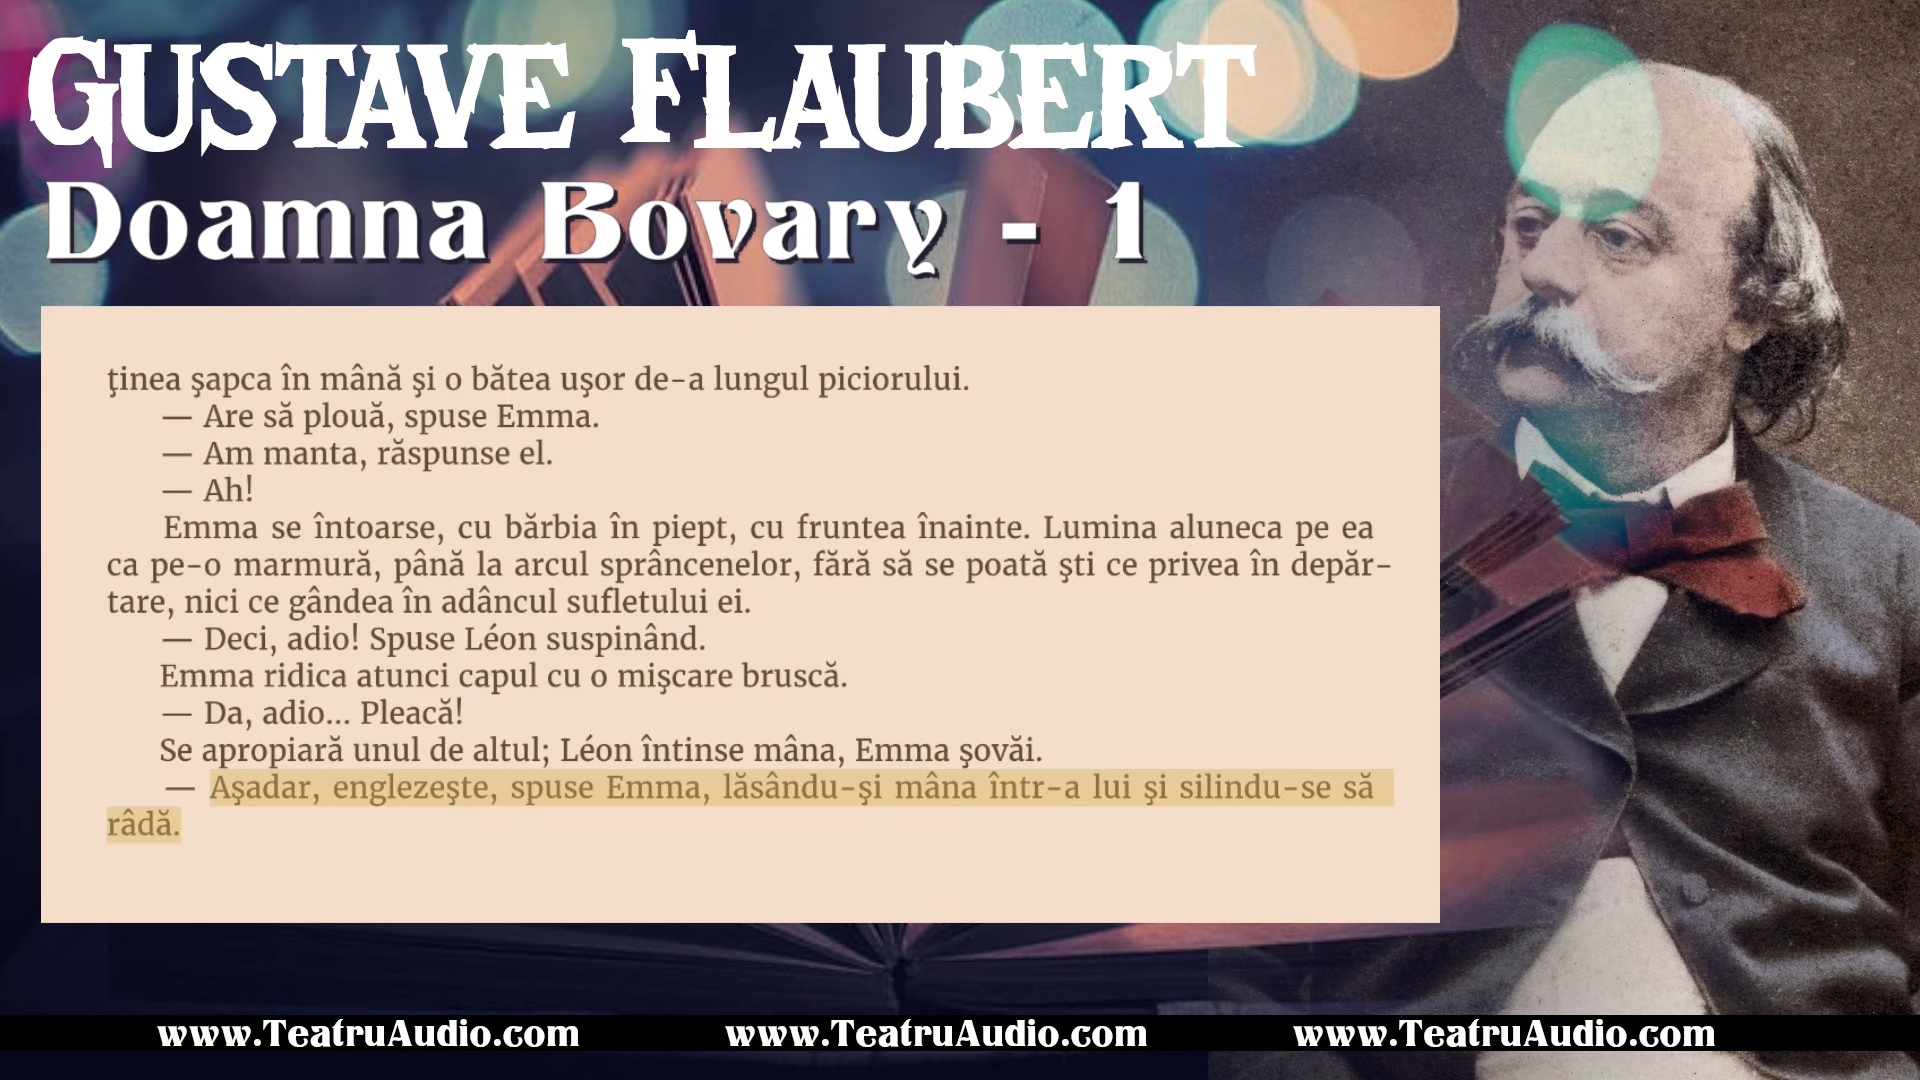 GUSTAVE FLAUBERT
Doamna Bovary - 1
ţinea şapca în mână şi o bătea uşor de-a lungul piciorului.
— Are să plouă, spuse Emma.
— Am manta, răspunse el.
— Ah!
Emma se întoarse, cu bărbia în piept, cu fruntea înainte. Lumina aluneca pe ea
ca pe-o marmură, până la arcul sprâncenelor, fără să se poată şti ce privea în depăr-
tare, nici ce gândea în adâncul sufletului ei.
— Deci, adio! Spuse Léon suspinând.
Emma ridica atunci capul cu o mişcare bruscă.
— Da, adio... Pleacă!
Se apropiară unul de altul; Léon întinse mâna, Emma şovăi.
— Aşadar, englezeşte, spuse Emma, lăsându-şi mâna într-a lui şi silindu-se să
râdă.
www.TeatruAudio.com www.TeatruAudio.com www.TeatruAudio.com